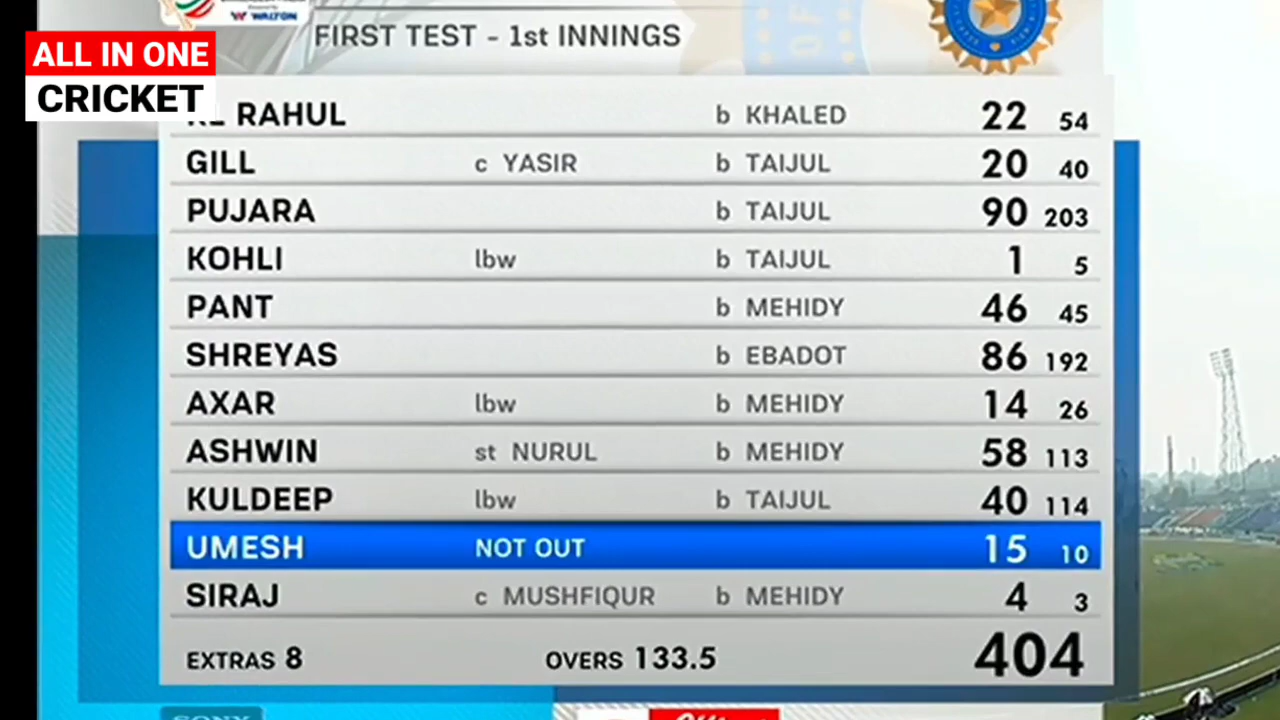 WALTON
FIRST TEST - 1st INNINGS
ALL IN ONE
CRICKET
RAHUL b KHALED 22 54
GILL c YASIR b TAIJUL 20 40
PUJARA b TAIJUL 90 203
KOHLI lbw b TAIJUL 1 5
PANT b MEHIDY 46 45
SHREYAS b EBADOT 86 192
AXAR lbw b MEHIDY 14 26
ASHWIN st NURUL b MEHIDY 58 113
KULDEEP lbw b TAIJUL 40 114
UMESH NOT OUT 15 10
SIRAJ c MUSHFIQUR b MEHIDY 4 3
EXTRAS 8 OVERS 133.5 404
SONY